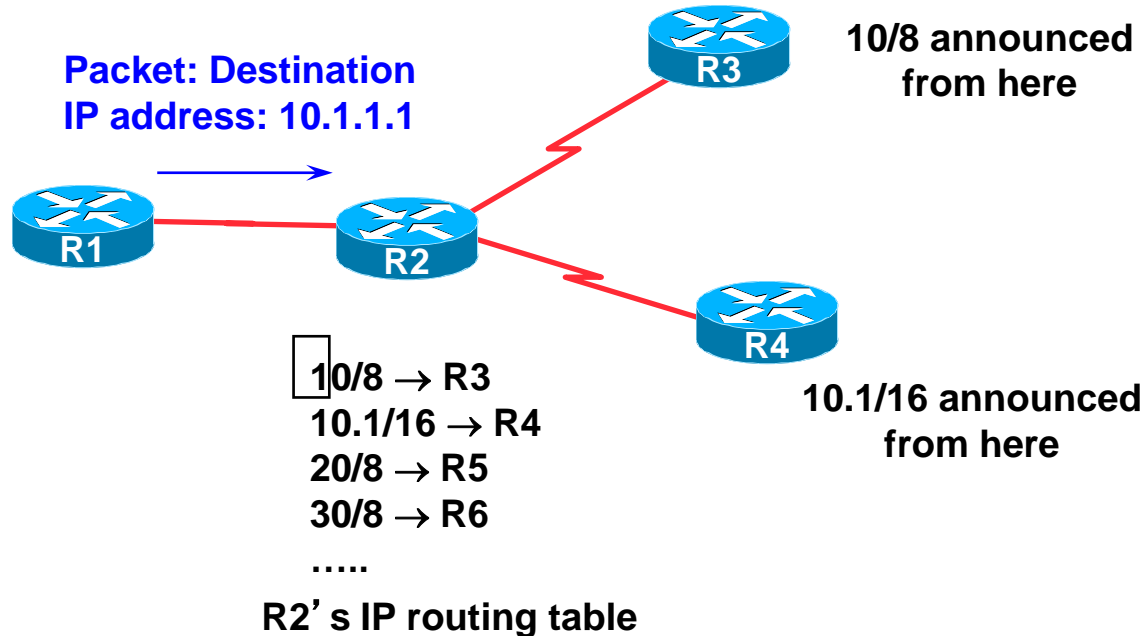 Packet: Destination
IP address: 10.1.1.1
R3
10/8 announced
from here
R1
R2
R4
10.1/16 announced
from here
10/8 → R3
10.1/16 → R4
20/8 → R5
30/8 → R6
…..
R2’s IP routing table